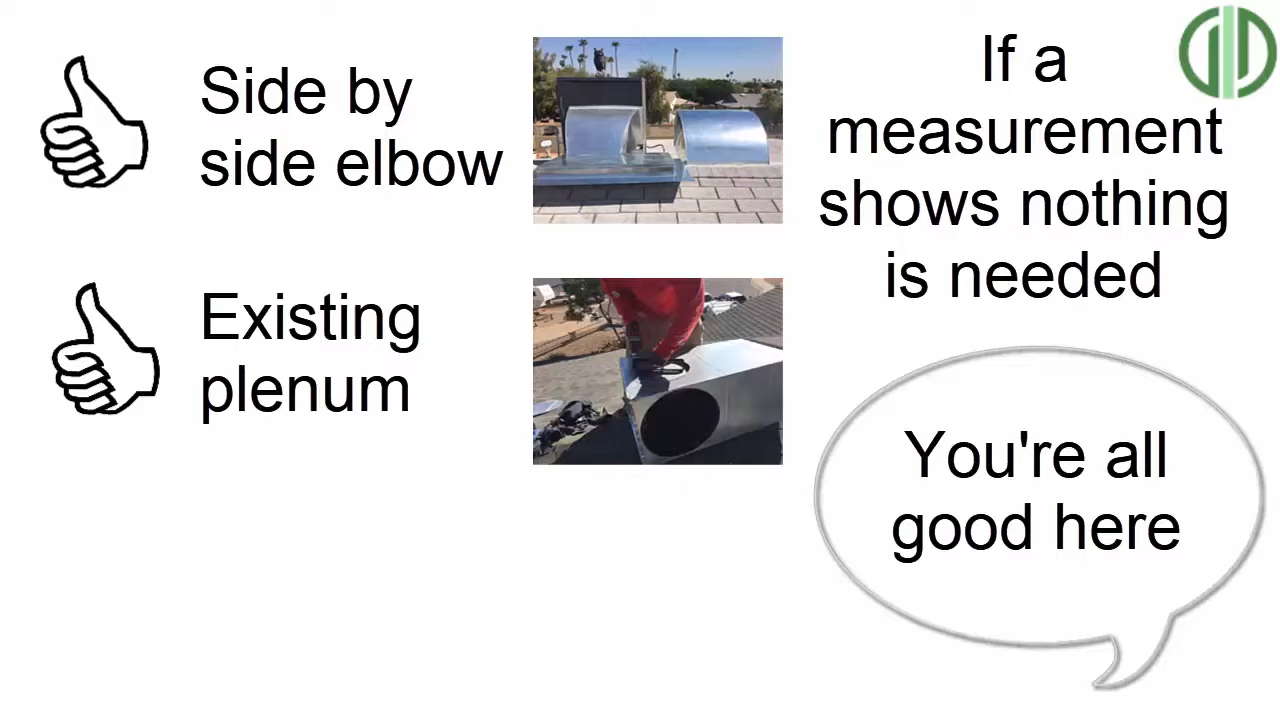 Side by
side elbow
Existing
plenum
If a
measurement
shows nothing
is needed
You're all
good here